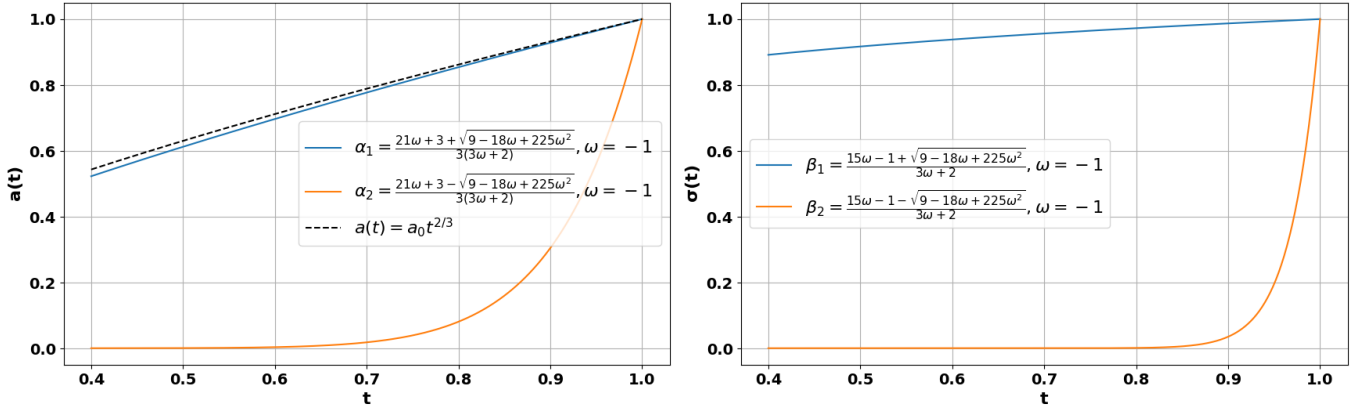 1.0
0.8
0.6
0.4
0.2
0.0
a(t)
α₁ = (21ω + 3 + √(9 − 18ω + 225ω²)) / (3(3ω + 2)), ω = −1
α₂ = (21ω + 3 − √(9 − 18ω + 225ω²)) / (3(3ω + 2)), ω = −1
a(t) = a₀t^{2/3}
0.4 0.5 0.6 0.7 0.8 0.9 1.0
t
1.0
0.8
0.6
0.4
0.2
0.0
σ(t)
β₁ = (15ω − 1 + √(9 − 18ω + 225ω²)) / (3ω + 2), ω = −1
β₂ = (15ω − 1 − √(9 − 18ω + 225ω²)) / (3ω + 2), ω = −1
0.4 0.5 0.6 0.7 0.8 0.9 1.0
t